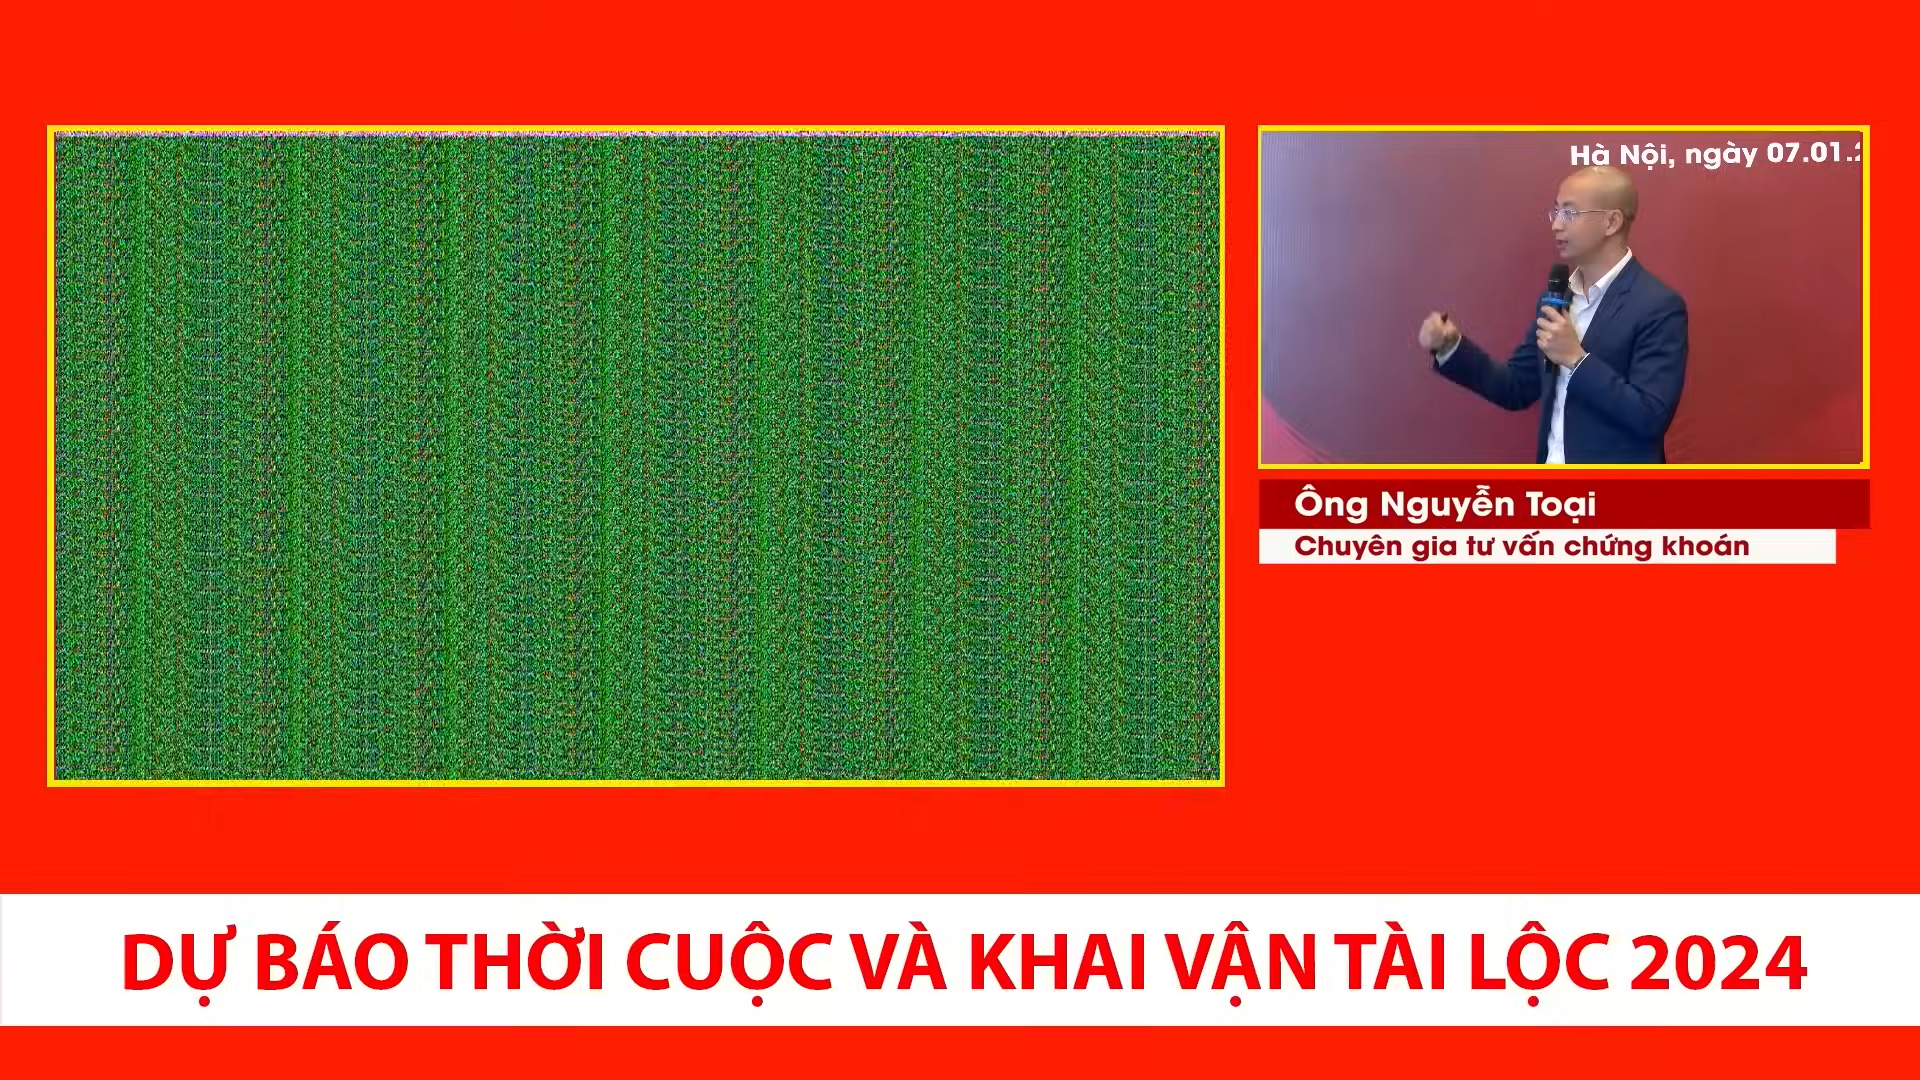 Hà Nội, ngày 07.01.
Ông Nguyễn Toại
Chuyên gia tư vấn chứng khoán
DỰ BÁO THỜI CUỘC VÀ KHAI VẬN TÀI LỘC 2024